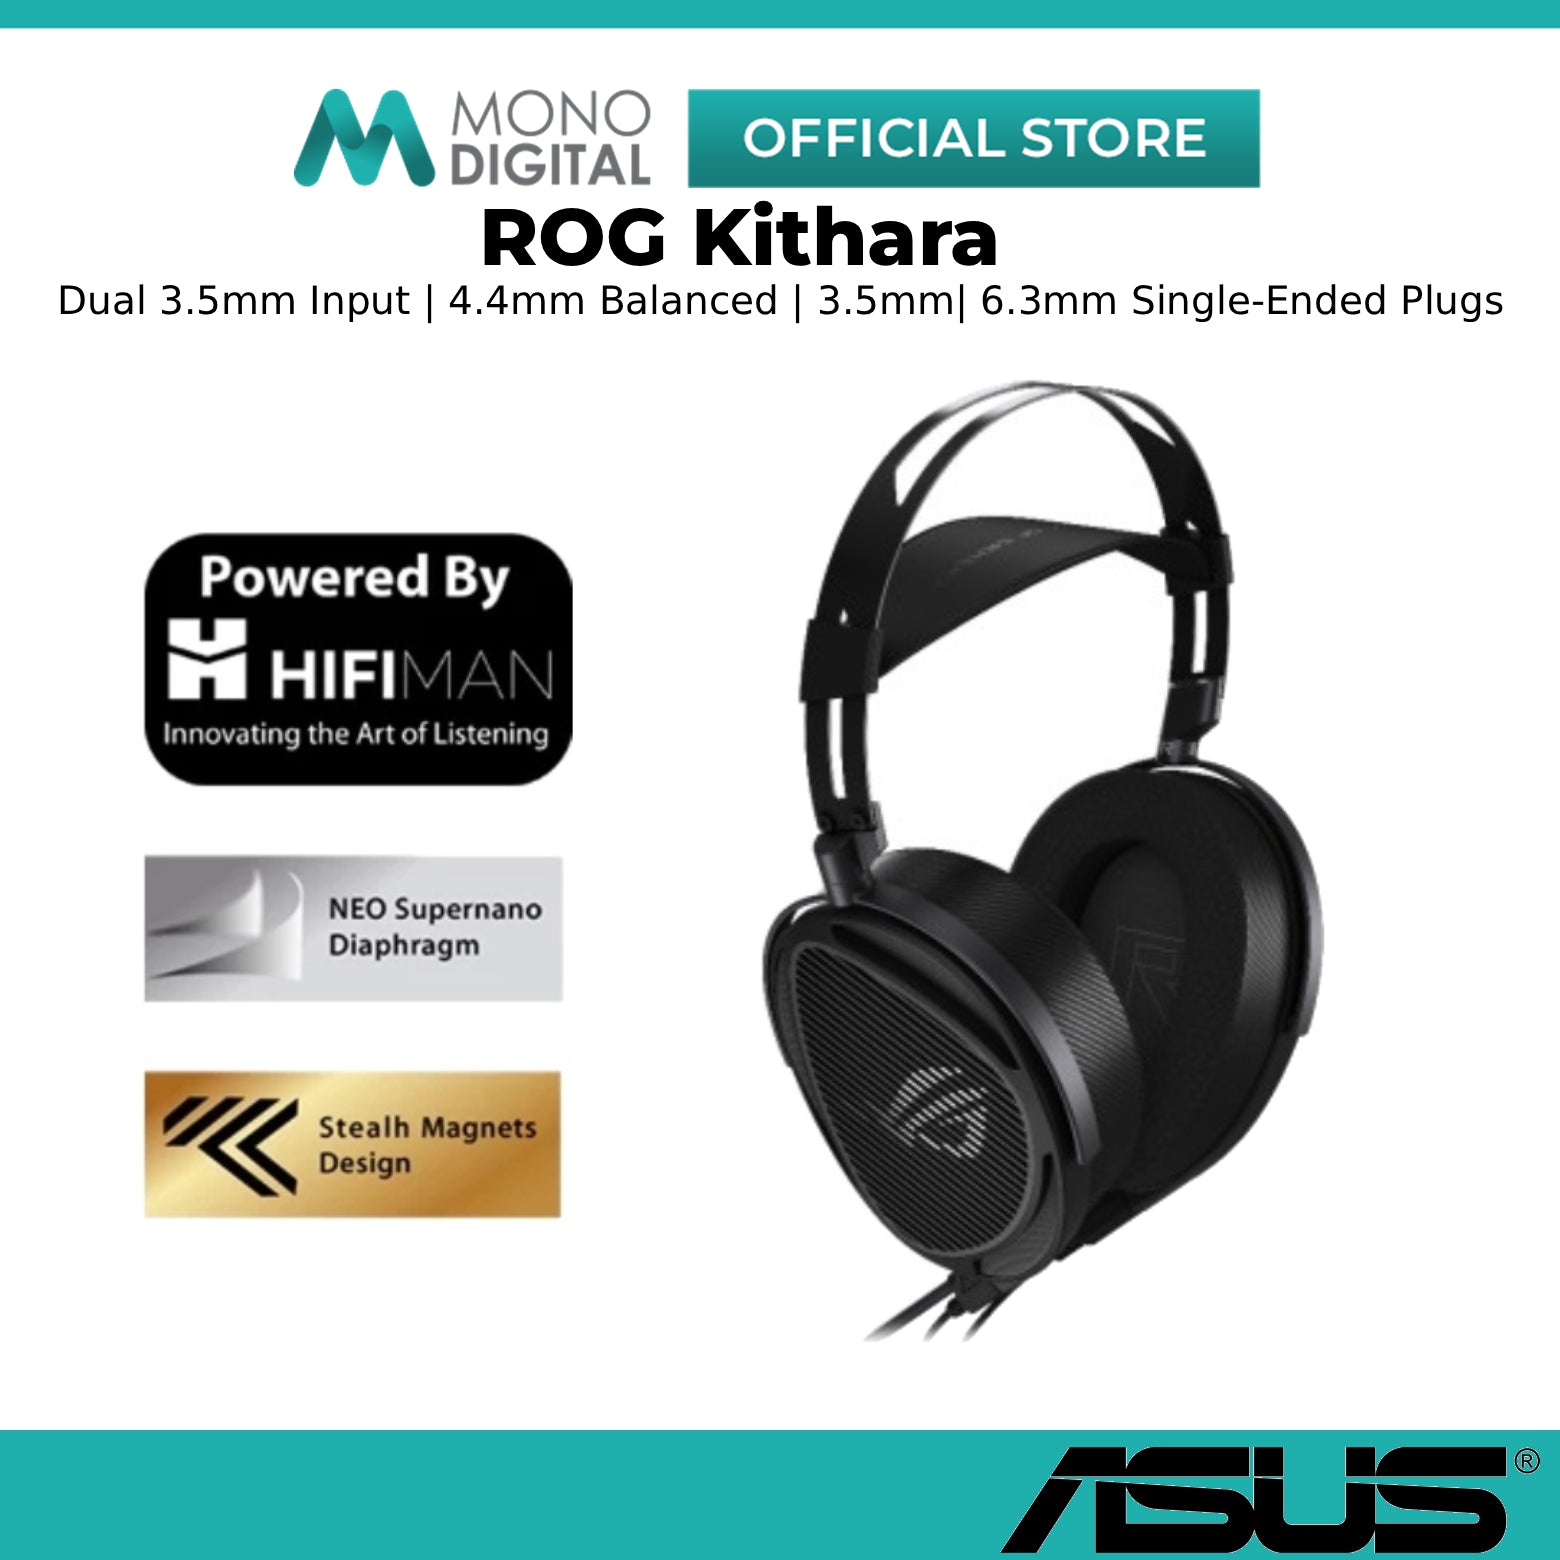 MONO
DIGITAL
OFFICIAL STORE
ROG Kithara
Dual 3.5mm Input | 4.4mm Balanced | 3.5mm| 6.3mm Single-Ended Plugs
Powered By
HIFIMAN
Innovating the Art of Listening
NEO Supernano
Diaphragm
Stealh Magnets
Design
ASUS®